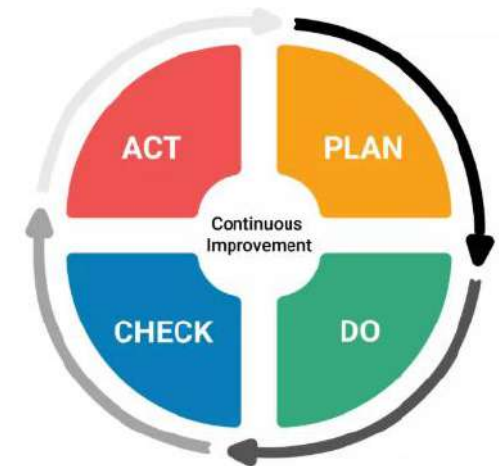 ACT
PLAN
Continuous
Improvement
CHECK
DO